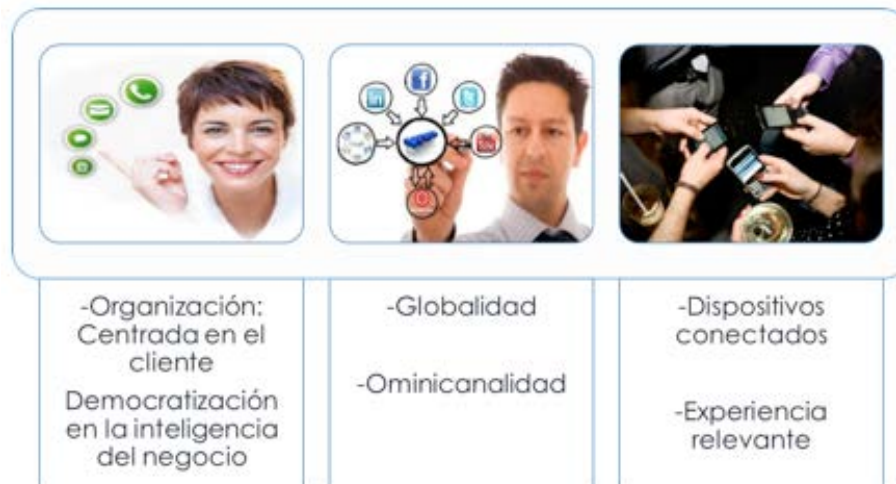 -Organización:
Centrada en el
cliente
Democratización
en la inteligencia
del negocio
-Globalidad
-Ominicanalidad
-Dispositivos
conectados
-Experiencia
relevante